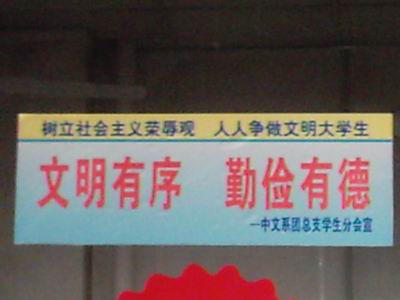 树立社会主义荣辱观 人人争做文明大学生
文明有序 勤俭有德
—中文系团总支学生分会宣